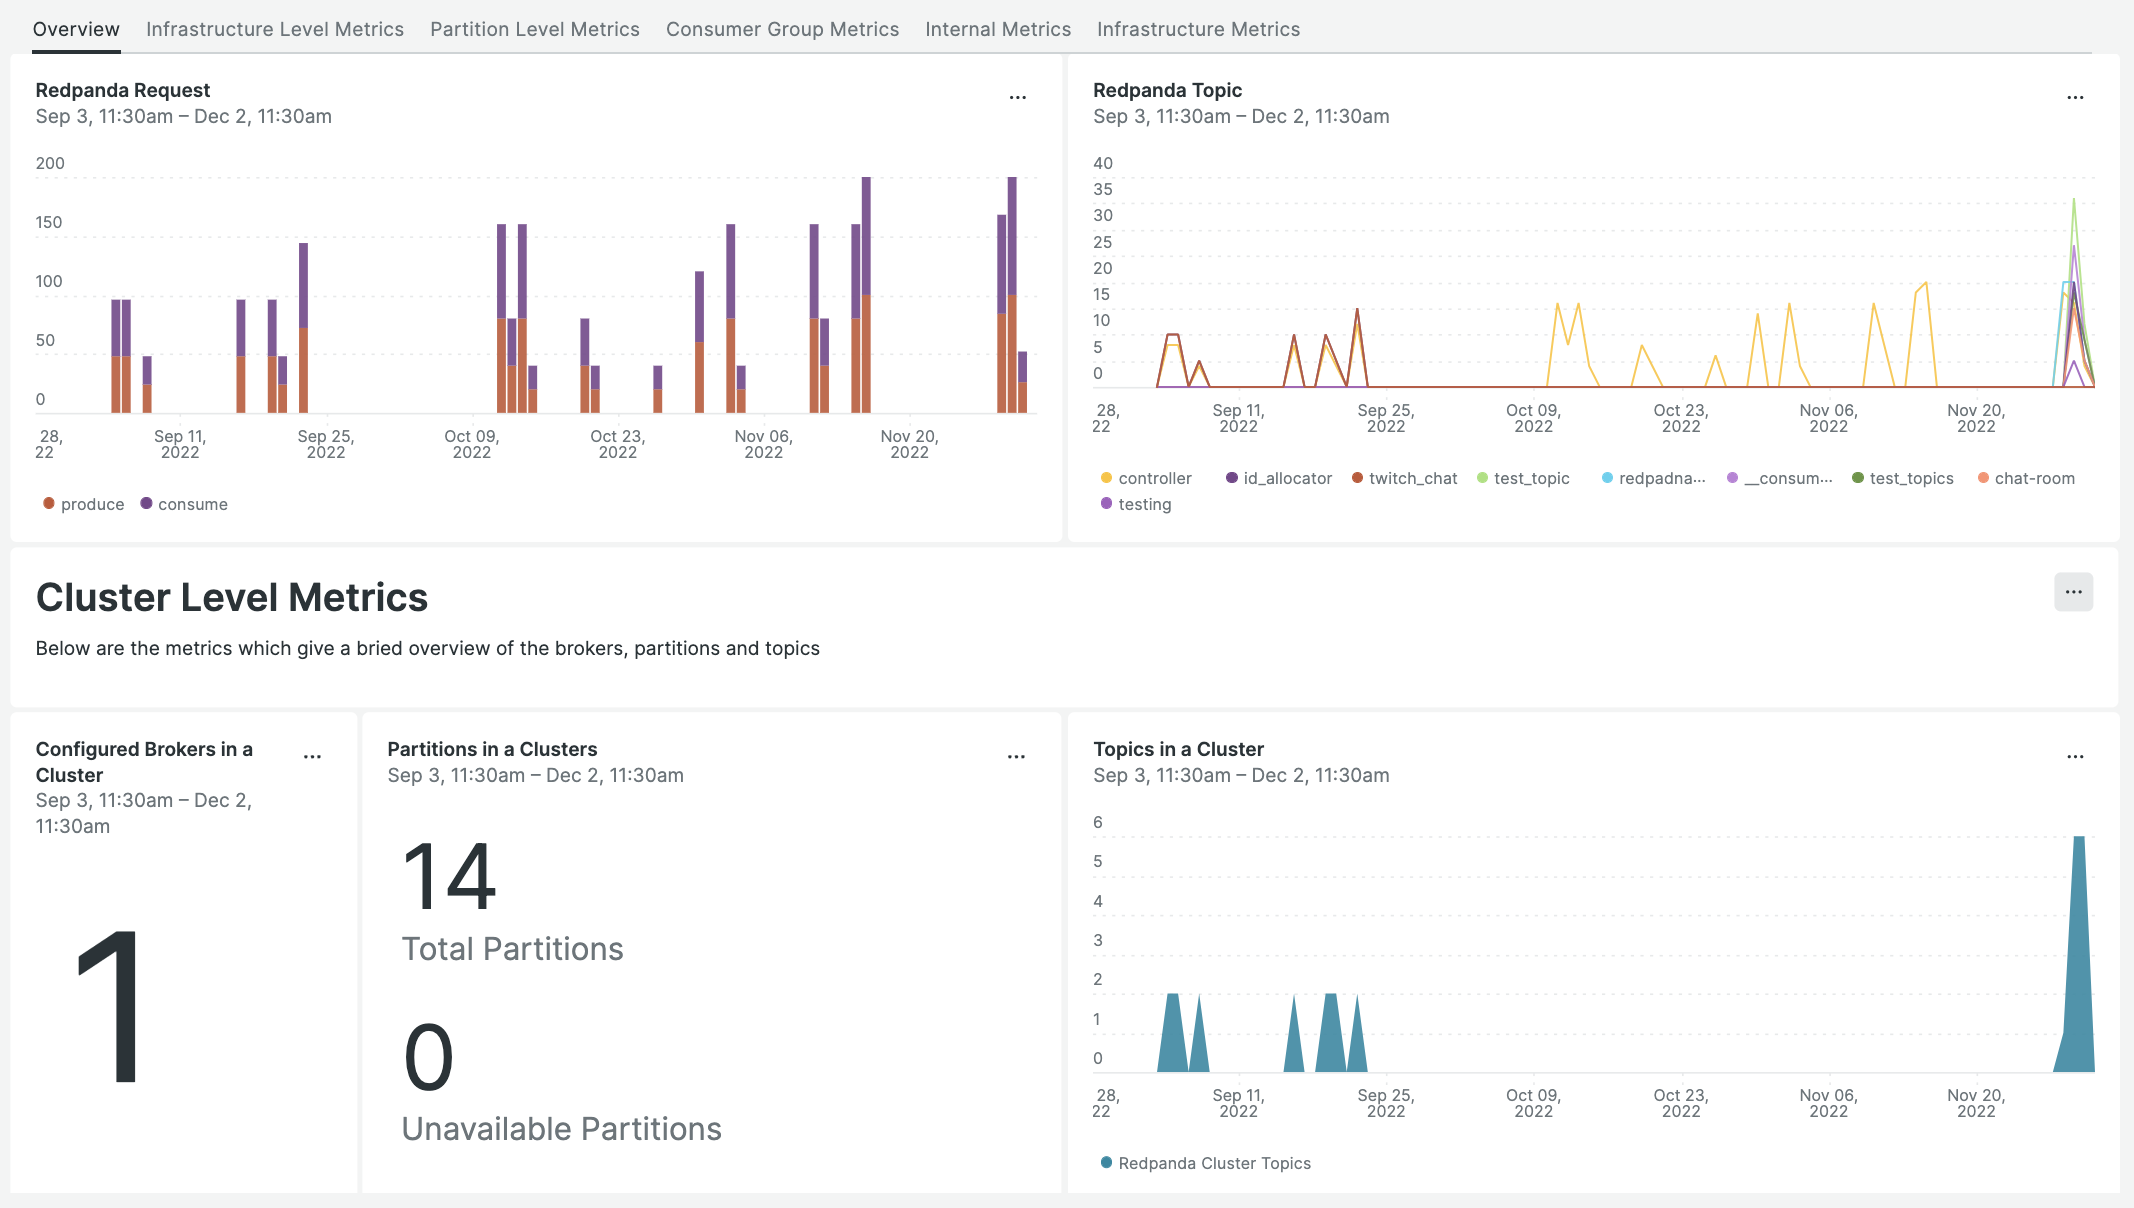 Overview Infrastructure Level Metrics Partition Level Metrics Consumer Group Metrics Internal Metrics Infrastructure Metrics
Redpanda Request
Sep 3, 11:30am – Dec 2, 11:30am
...
200
150
100
50
0
28,
22
Sep 11,
2022
Sep 25,
2022
Oct 09,
2022
Oct 23,
2022
Nov 06,
2022
Nov 20,
2022
produce consume
Redpanda Topic
Sep 3, 11:30am – Dec 2, 11:30am
...
40
35
30
25
20
15
10
5
0
28,
22
Sep 11,
2022
Sep 25,
2022
Oct 09,
2022
Oct 23,
2022
Nov 06,
2022
Nov 20,
2022
controller id_allocator twitch_chat test_topic redpadna... __consum... test_topics chat-room
testing
Cluster Level Metrics
...
Below are the metrics which give a bried overview of the brokers, partitions and topics
Configured Brokers in a
Cluster
Sep 3, 11:30am – Dec 2,
11:30am
...
1
Partitions in a Clusters
Sep 3, 11:30am – Dec 2, 11:30am
...
14
Total Partitions
0
Unavailable Partitions
Topics in a Cluster
Sep 3, 11:30am – Dec 2, 11:30am
...
6
5
4
3
2
1
0
28,
22
Sep 11,
2022
Sep 25,
2022
Oct 09,
2022
Oct 23,
2022
Nov 06,
2022
Nov 20,
2022
Redpanda Cluster Topics